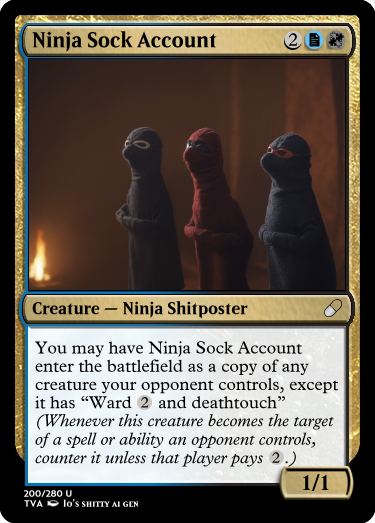 Ninja Sock Account 2
Creature — Ninja Shitposter
You may have Ninja Sock Account
enter the battlefield as a copy of any
creature your opponent controls, except
it has “Ward 2 and deathtouch”
(Whenever this creature becomes the target
of a spell or ability an opponent controls,
counter it unless that player pays 2.)
1/1
200/280 U
TVA Io's shitty ai gen